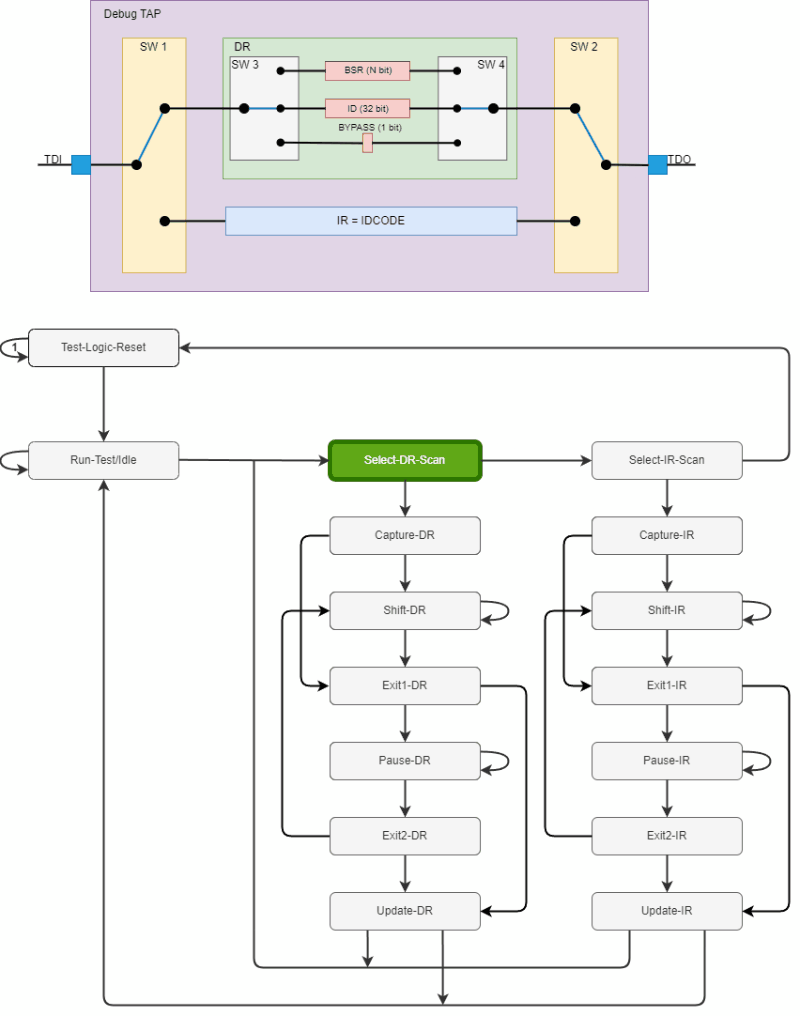 Debug TAP
SW 1
DR
SW 2
SW 3
BSR (N bit)
SW 4
ID (32 bit)
BYPASS (1 bit)
TDI
TDO
IR = IDCODE
1
Test-Logic-Reset
Run-Test/Idle
Select-DR-Scan
Select-IR-Scan
Capture-DR
Capture-IR
Shift-DR
Shift-IR
Exit1-DR
Exit1-IR
Pause-DR
Pause-IR
Exit2-DR
Exit2-IR
Update-DR
Update-IR